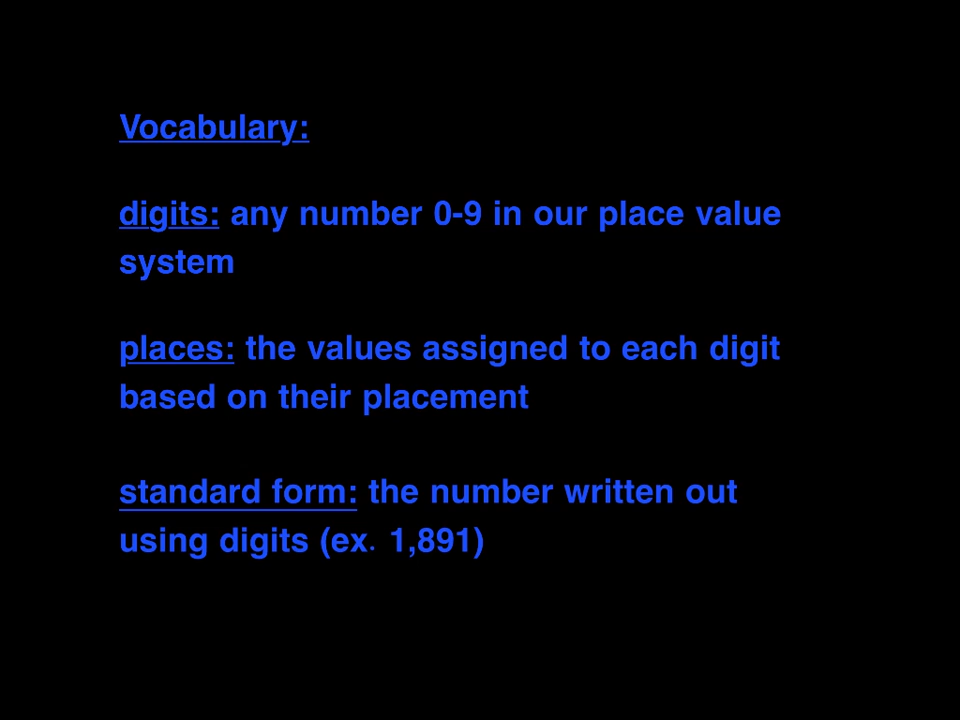 Vocabulary:
digits: any number 0-9 in our place value
system
places: the values assigned to each digit
based on their placement
standard form: the number written out
using digits (ex. 1,891)